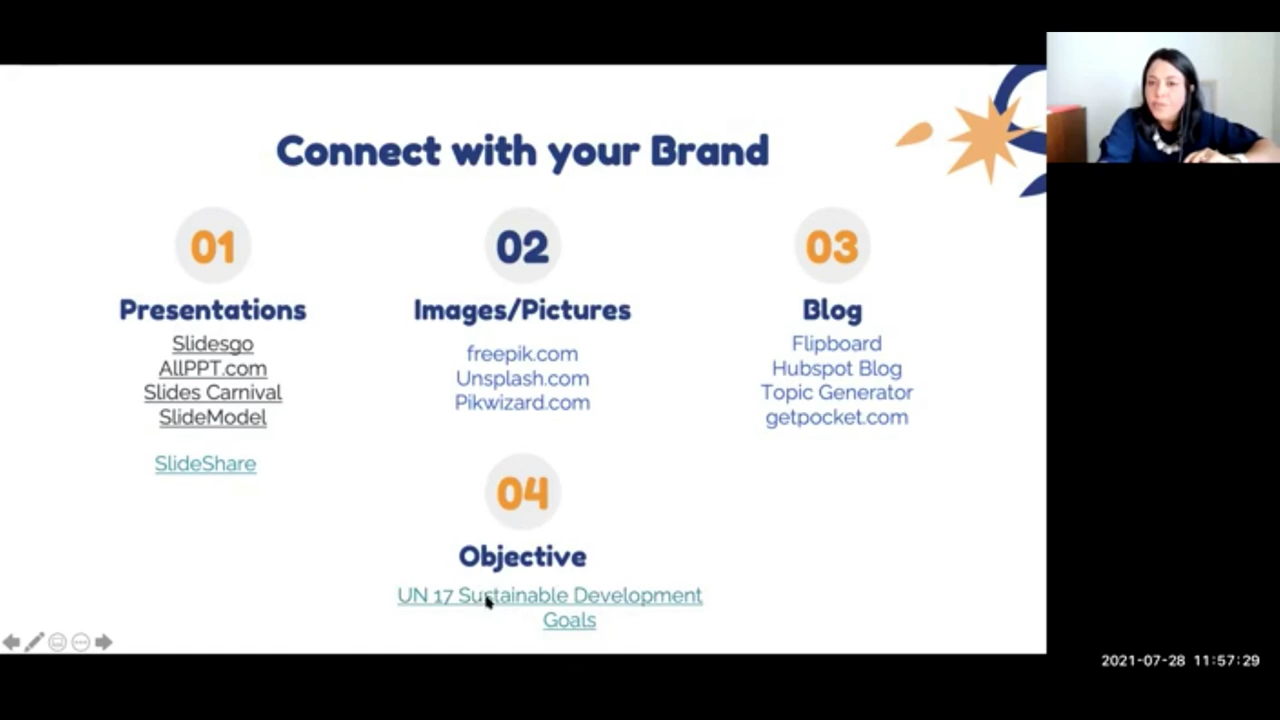 Connect with your Brand
01
Presentations
Slidesgo
AllPPT.com
Slides Carnival
SlideModel
SlideShare
02
Images/Pictures
freepik.com
Unsplash.com
Pikwizard.com
03
Blog
Flipboard
Hubspot Blog
Topic Generator
getpocket.com
04
Objective
UN 17 Sustainable Development
Goals
2021-07-28 11:57:29